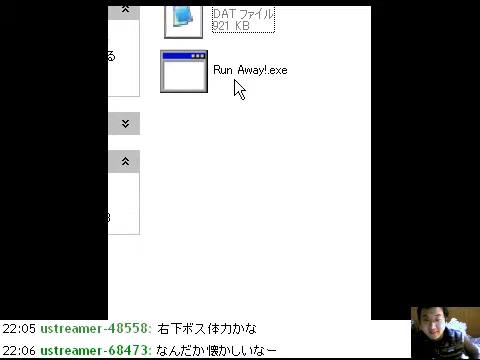 DAT ファイル
921 KB
る
Run Away!.exe
22:05 ustreamer-48558: 右下ボス体力かな
22:06 ustreamer-68473: なんだか懐かしいなー